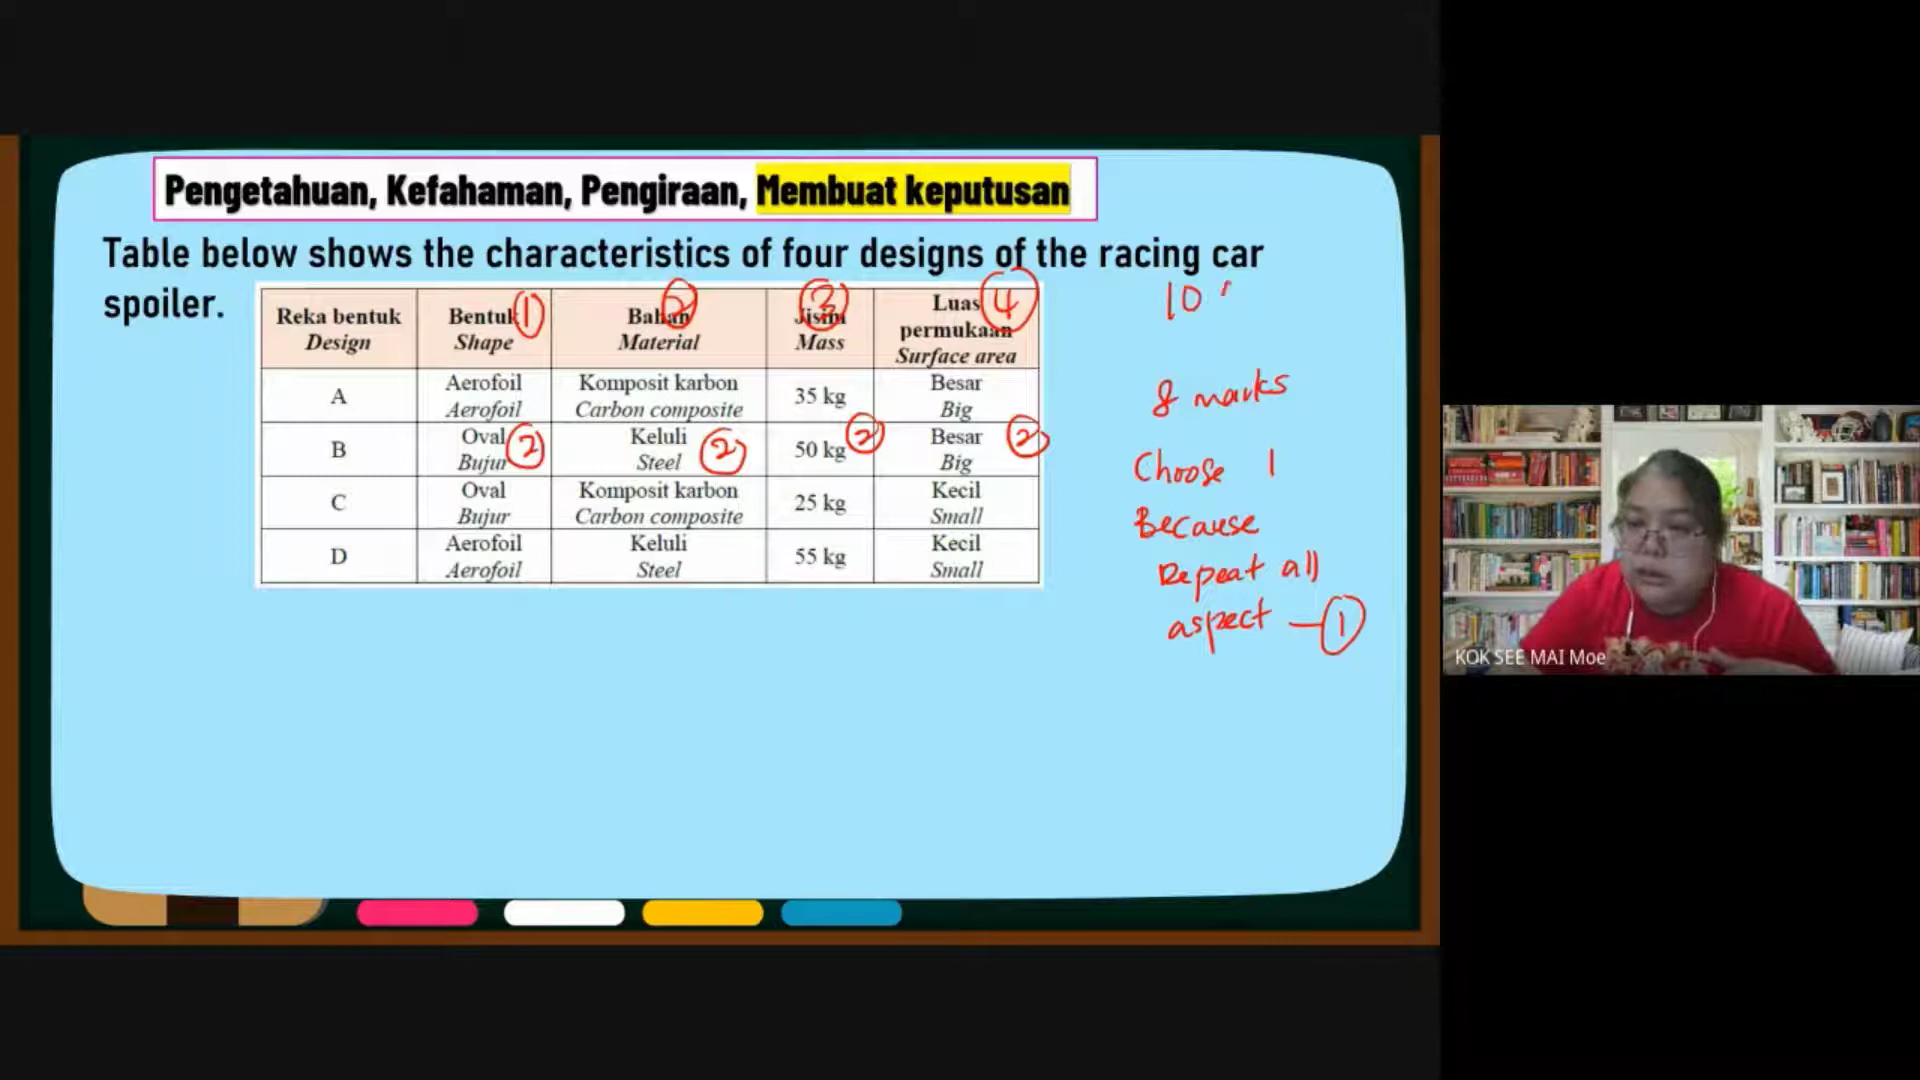 Pengetahuan, Kefahaman, Pengiraan, Membuat keputusan
Table below shows the characteristics of four designs of the racing car
spoiler.
Reka bentuk
Design
Bentuk 1
Shape
Bahan 2
Material
Jisim 3
Mass
Luas 4
permukaan
Surface area
A
Aerofoil
Aerofoil
Komposit karbon
Carbon composite
35 kg
Besar
Big
B
Oval
Bujur 2
Keluli
Steel 2
50 kg 2
Besar
Big 2
C
Oval
Bujur
Komposit karbon
Carbon composite
25 kg
Kecil
Small
D
Aerofoil
Aerofoil
Keluli
Steel
55 kg
Kecil
Small
10 '
8 marks
Choose 1
Because
Repeat all
aspect — 1
KOK SEE MAI Moe